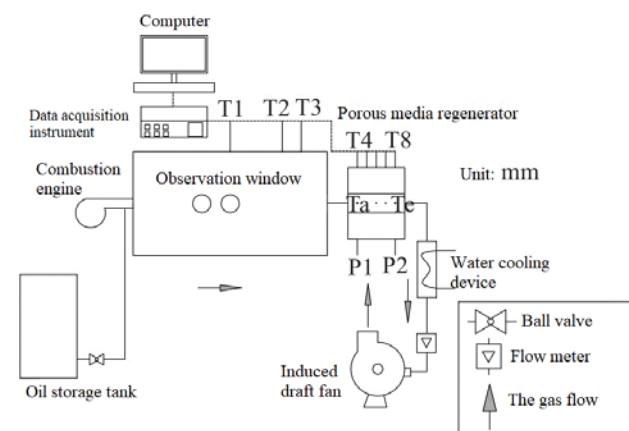 Computer
Data acquisition
instrument
T1
T2
T3
Porous media regenerator
T4
T8
Combustion
engine
Observation window
Unit: mm
Ta
Te
P1
P2
Water cooling
device
Ball valve
Flow meter
Induced
draft fan
Oil storage tank
The gas flow